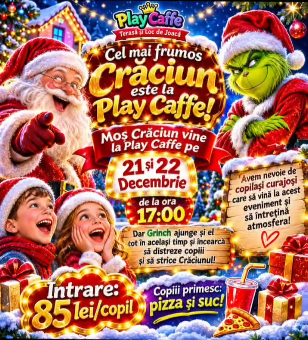 PlayCaffe
Terasă și Loc de Joacă
Cel mai frumos
Crăciun
este la
Play Caffe!
Moș Crăciun vine
la Play Caffe pe
21 și 22
Decembrie
de la ora
17:00
Dar Grinch ajunge și el
tot în același timp și încearcă
să distreze copiii
și să strice Crăciunul!
Avem nevoie de
copilași curajoși
care să vină la acest
eveniment și
să întrețină
atmosfera!
Intrare:
85 lei/copil
Copiii primesc:
pizza și suc!